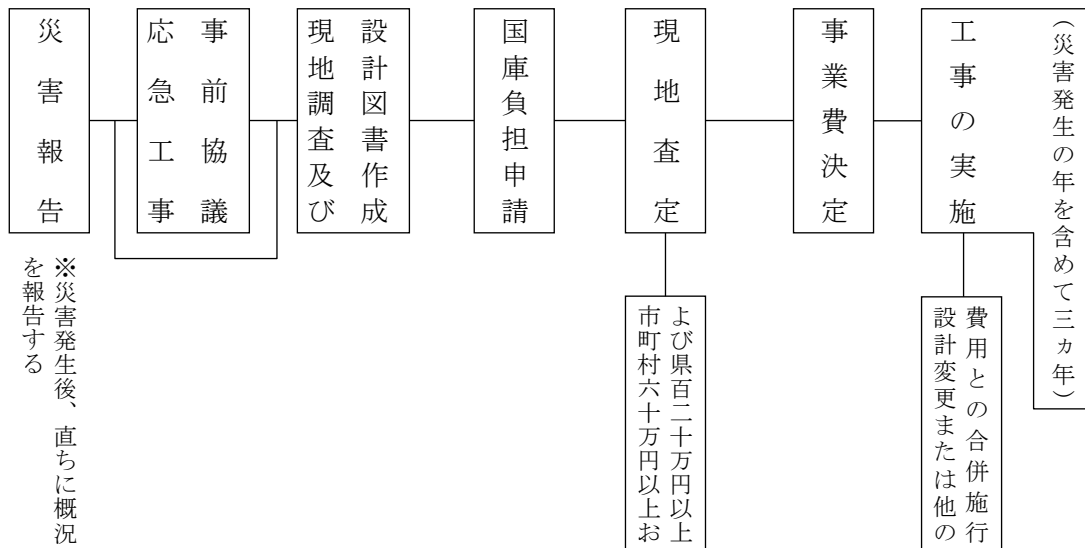 災害報告
※災害発生後、直ちに概況
を報告する
応急工事
事前協議
現地調査及び
設計図書作成
国庫負担申請
現地査定
市町村六十万円以上お
よび県百二十万円以上
事業費決定
工事の実施
(災害発生の年を含めて三ヵ年)
設計変更または他の
費用との合併施行